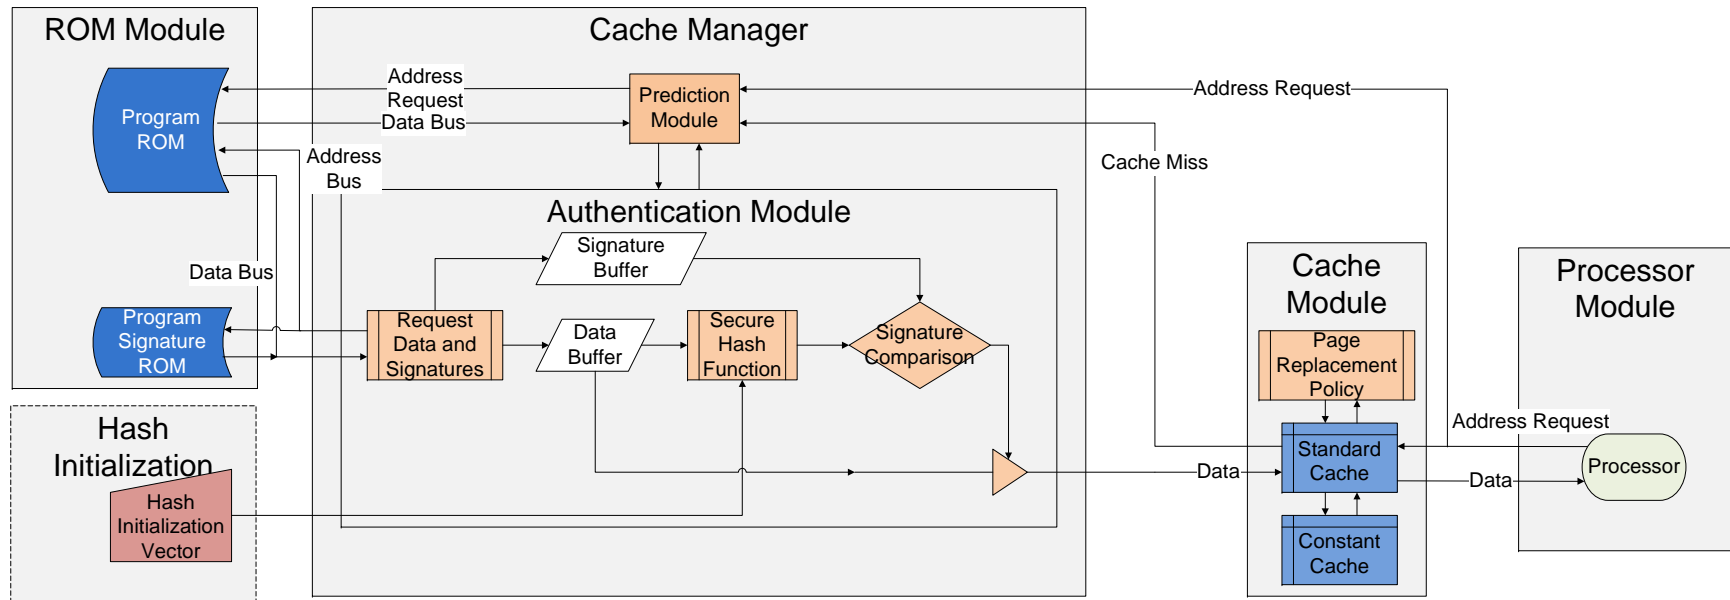 ROM Module
Program
ROM
Address
Bus
Data Bus
Program
Signature
ROM
Hash
Initialization
Hash
Initialization
Vector
Cache Manager
Address
Request
Data Bus
Prediction
Module
Authentication Module
Signature
Buffer
Request
Data and
Signatures
Data
Buffer
Secure
Hash
Function
Signature
Comparison
Address Request
Cache Miss
Data
Cache
Module
Page
Replacement
Policy
Standard
Cache
Constant
Cache
Address Request
Data
Processor
Module
Processor